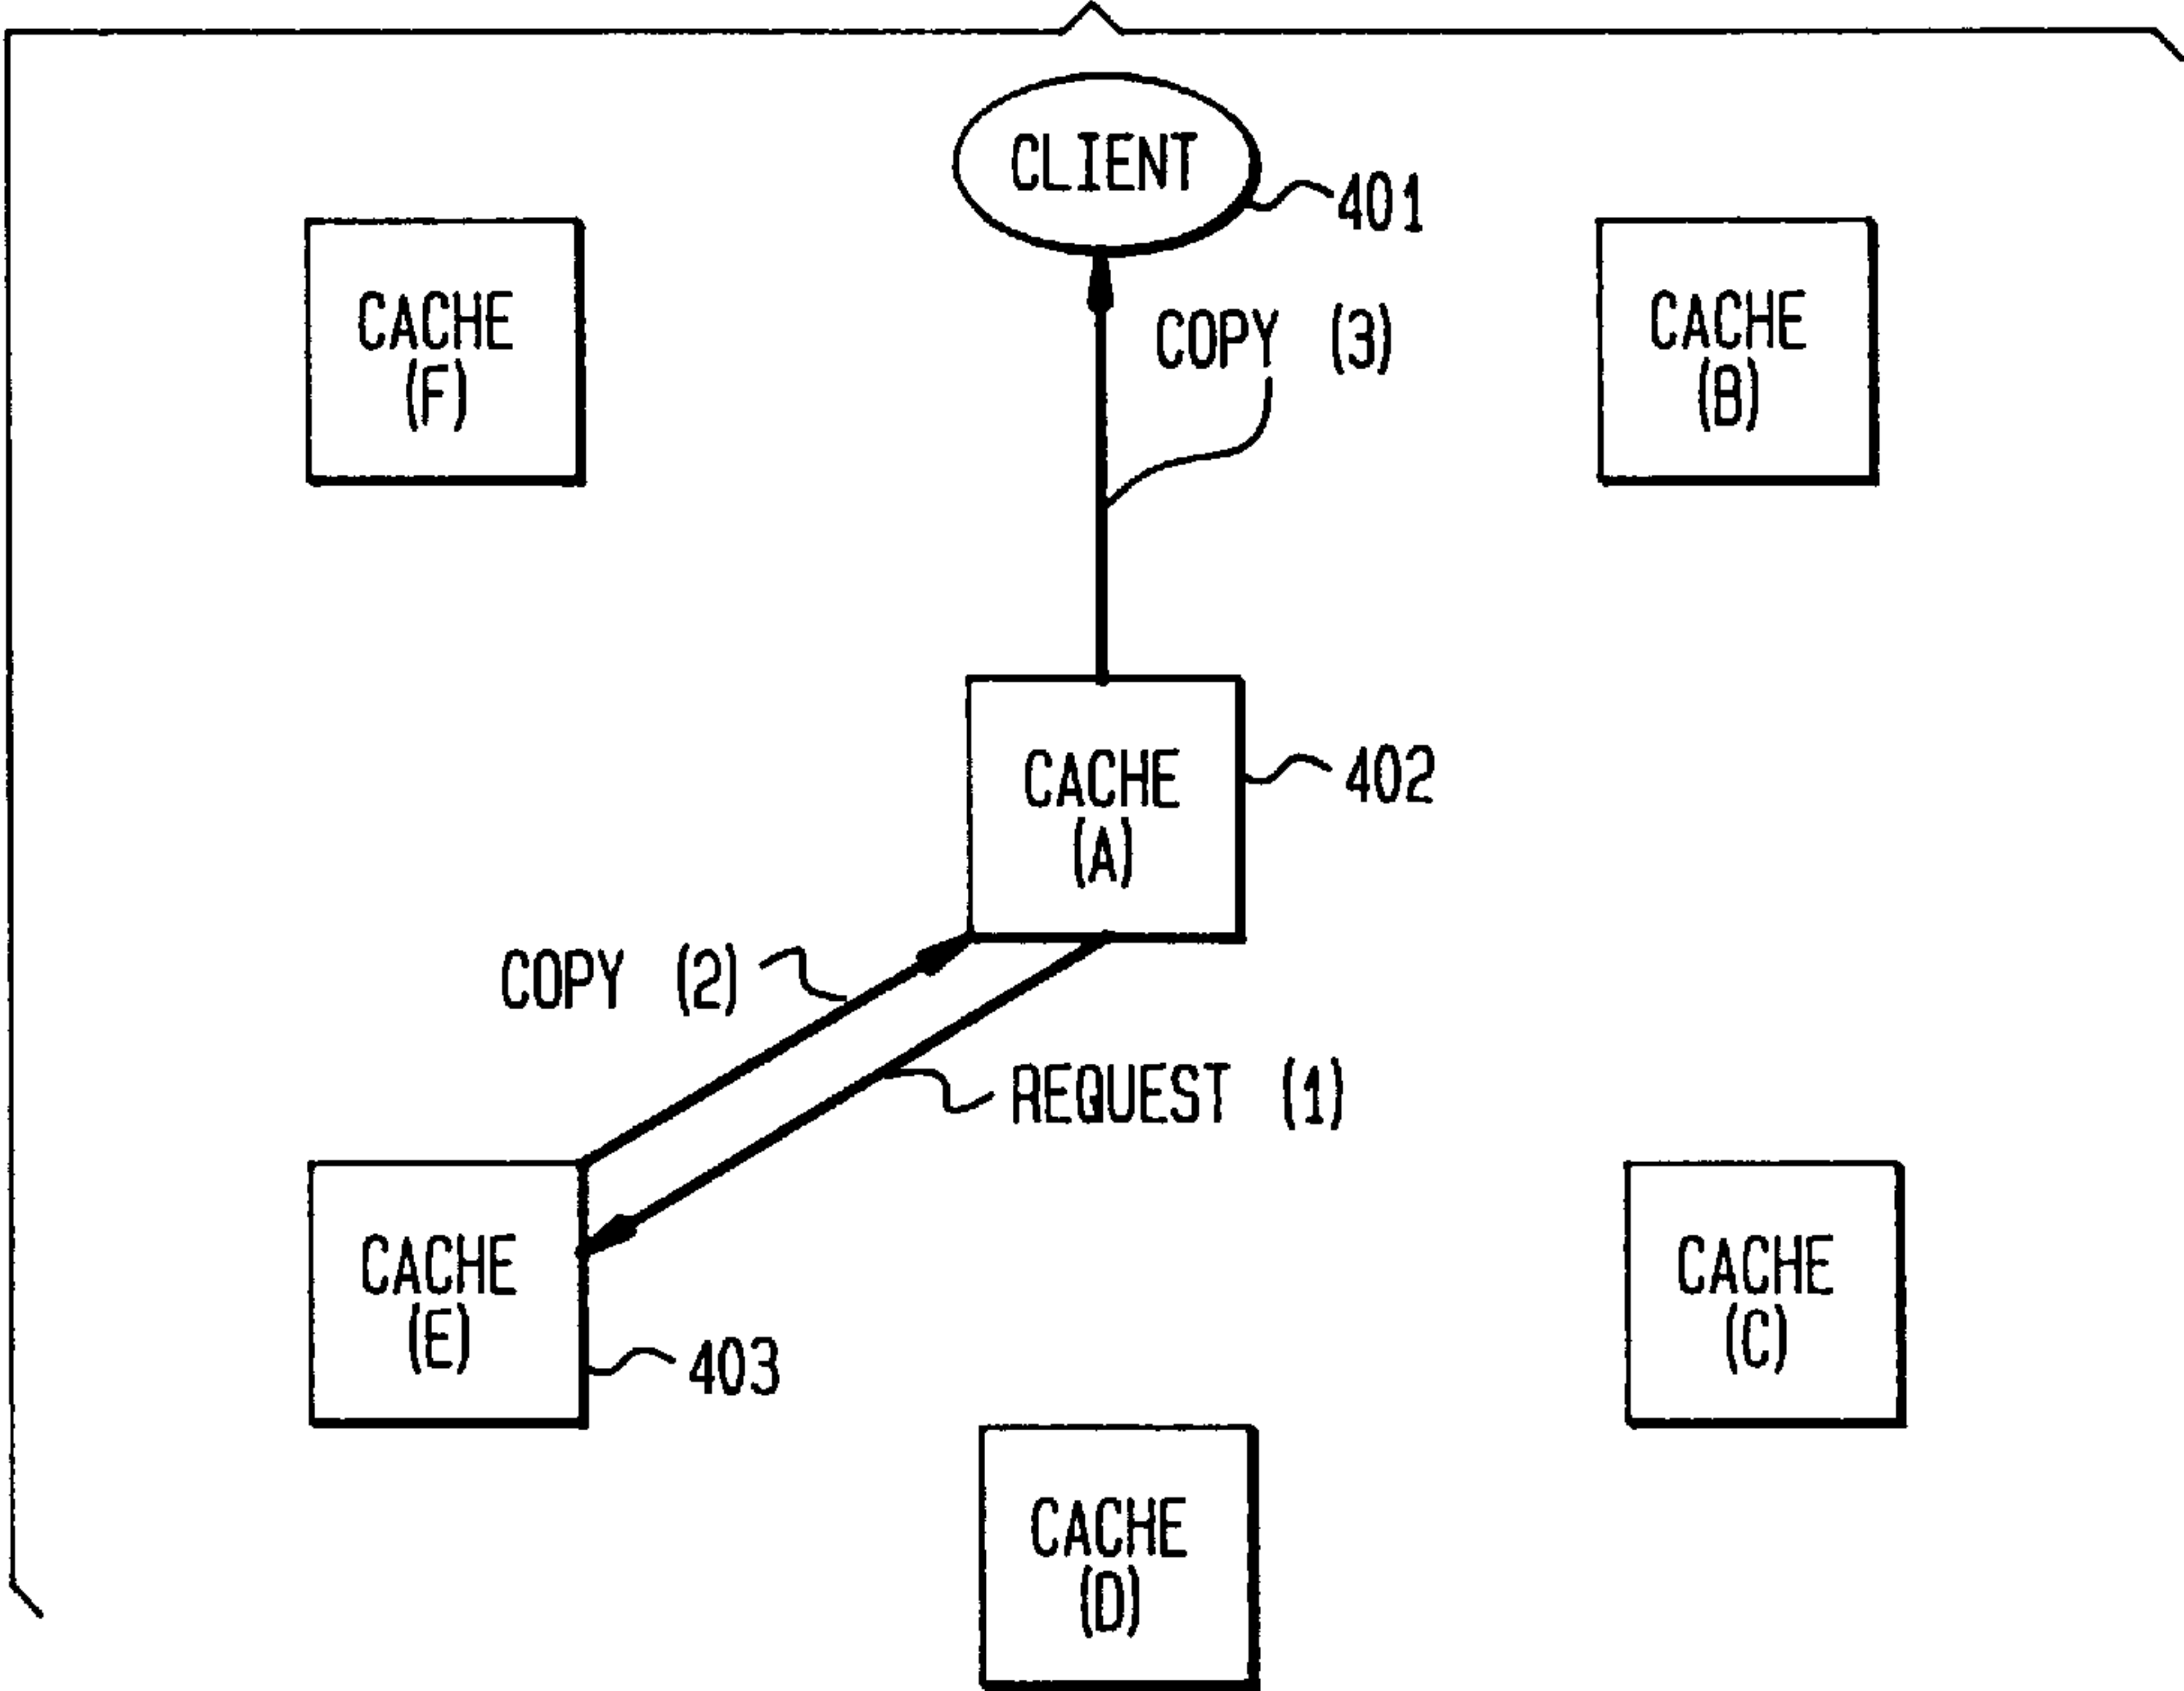 CLIENT
401
CACHE
(F)
COPY (3)
CACHE
(B)
CACHE
(A)
402
COPY (2)
REQUEST (1)
CACHE
(E)
403
CACHE
(C)
CACHE
(D)